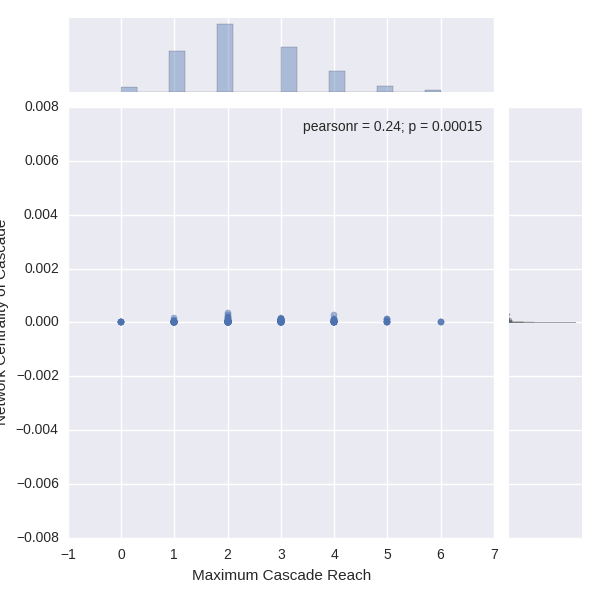 pearsonr = 0.24; p = 0.00015
0.008
0.006
0.004
0.002
0.000
−0.002
−0.004
−0.006
−0.008
Network Centrality of Cascade
−1 0 1 2 3 4 5 6 7
Maximum Cascade Reach